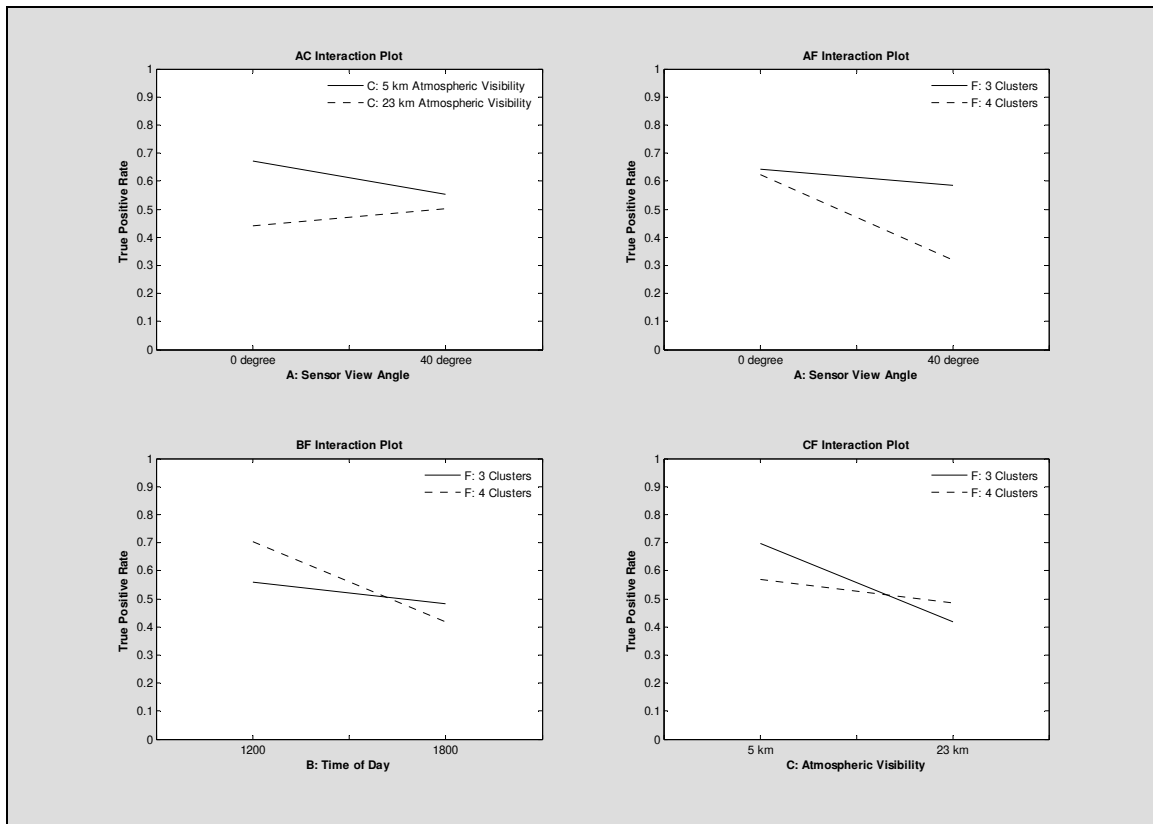 AC Interaction Plot
1
0.9
0.8
0.7
0.6
0.5
0.4
0.3
0.2
0.1
0
True Positive Rate
C: 5 km Atmospheric Visibility
C: 23 km Atmospheric Visibility
0 degree
40 degree
A: Sensor View Angle
AF Interaction Plot
1
0.9
0.8
0.7
0.6
0.5
0.4
0.3
0.2
0.1
0
True Positive Rate
F: 3 Clusters
F: 4 Clusters
0 degree
40 degree
A: Sensor View Angle
BF Interaction Plot
1
0.9
0.8
0.7
0.6
0.5
0.4
0.3
0.2
0.1
0
True Positive Rate
F: 3 Clusters
F: 4 Clusters
1200
1800
B: Time of Day
CF Interaction Plot
1
0.9
0.8
0.7
0.6
0.5
0.4
0.3
0.2
0.1
0
True Positive Rate
F: 3 Clusters
F: 4 Clusters
5 km
23 km
C: Atmospheric Visibility